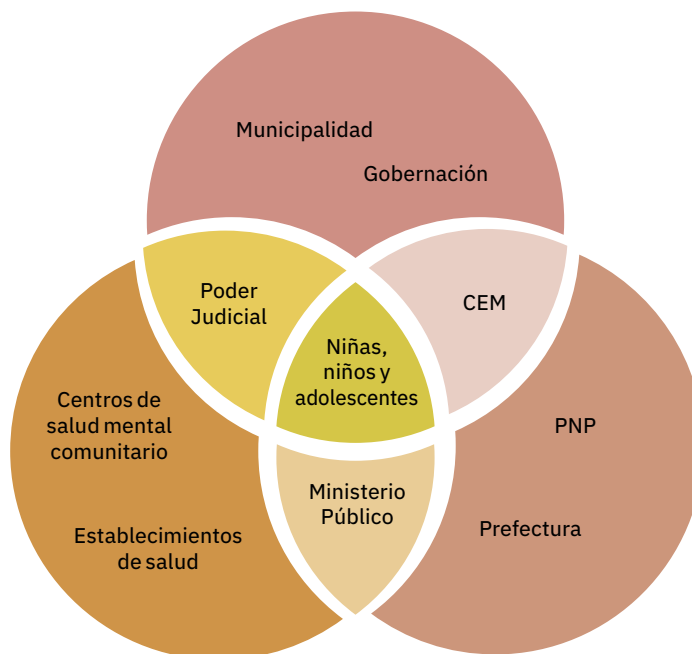 Municipalidad
Gobernación
Poder
Judicial
CEM
Niñas,
niños y
adolescentes
Centros de
salud mental
comunitario
PNP
Ministerio
Público
Prefectura
Establecimientos
de salud